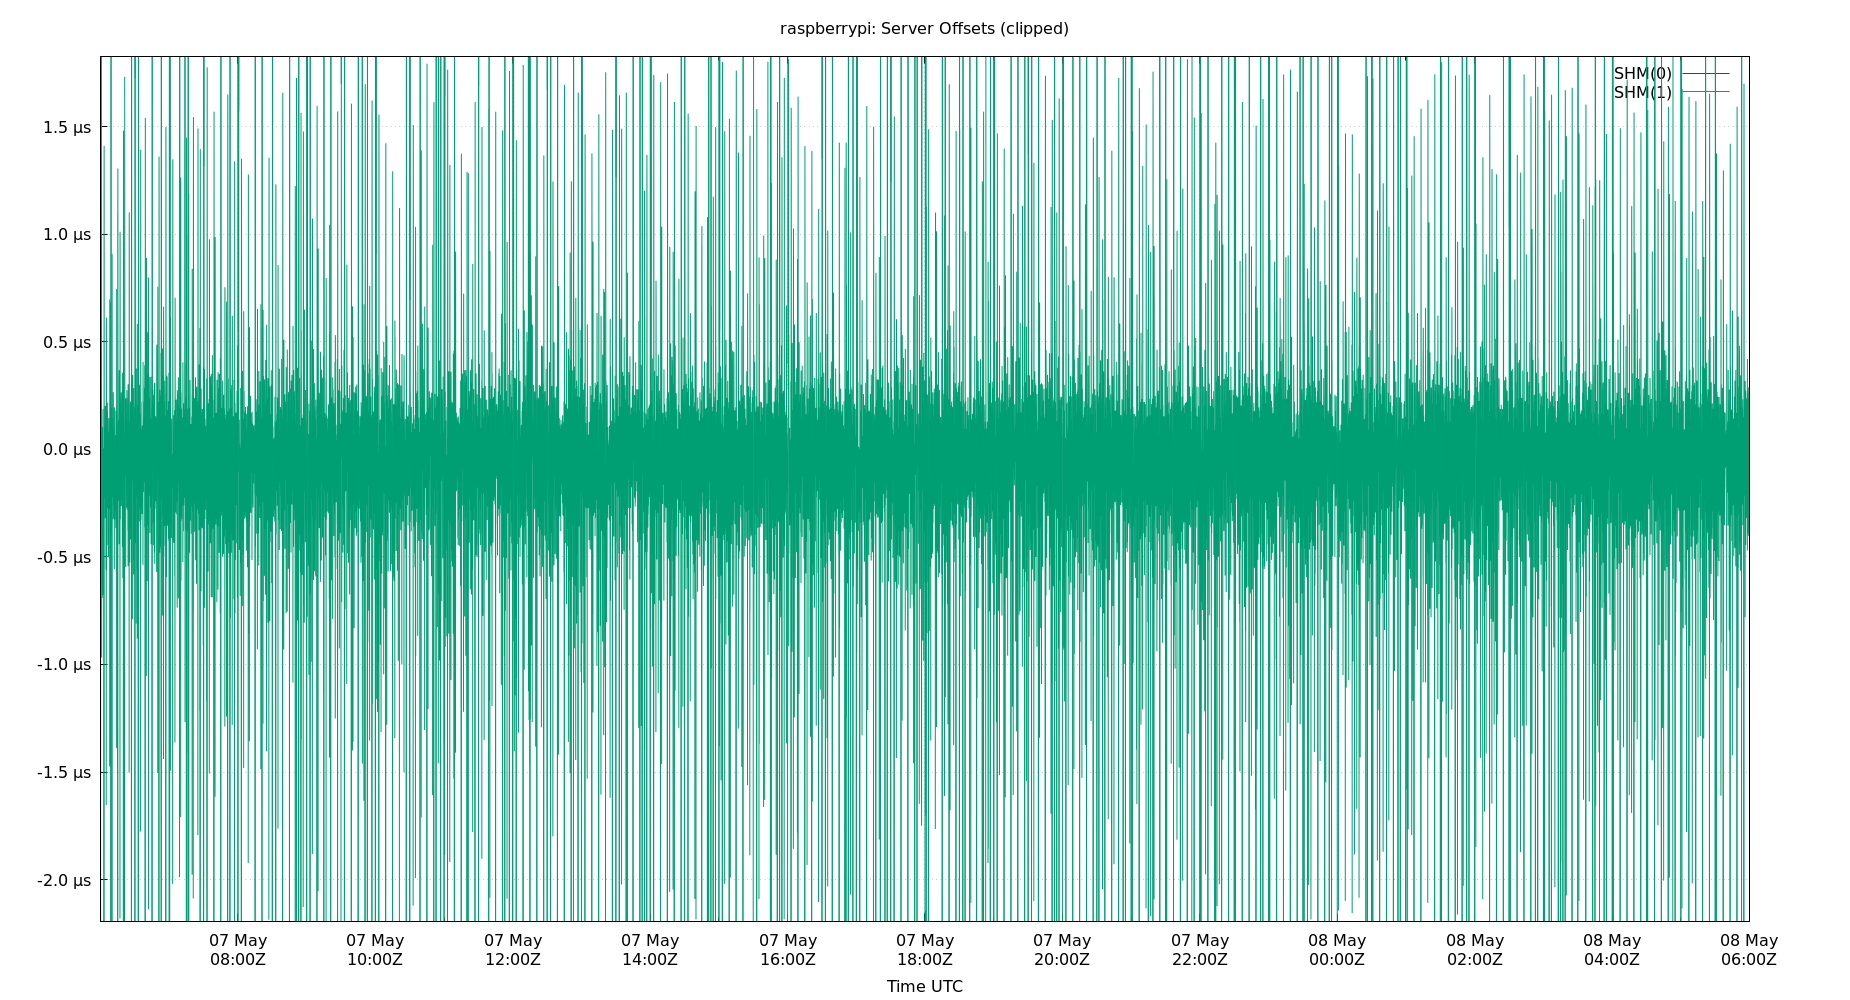 raspberrypi: Server Offsets (clipped)
SHM(0)
SHM(1)
1.5 µs
1.0 µs
0.5 µs
0.0 µs
-0.5 µs
-1.0 µs
-1.5 µs
-2.0 µs
07 May 07 May 07 May 07 May 07 May 07 May 07 May 07 May 08 May 08 May 08 May 08 May
08:00Z 10:00Z 12:00Z 14:00Z 16:00Z 18:00Z 20:00Z 22:00Z 00:00Z 02:00Z 04:00Z 06:00Z
Time UTC